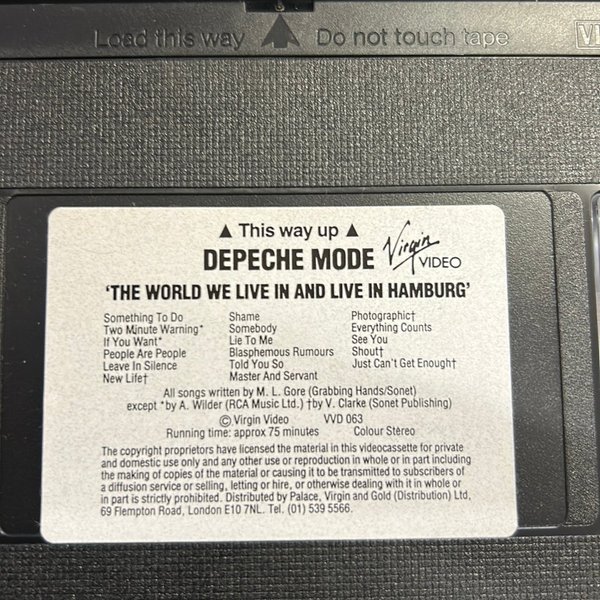 Load this way ▲ Do not touch tape
▲ This way up ▲
DEPECHE MODE Virgin VIDEO
'THE WORLD WE LIVE IN AND LIVE IN HAMBURG'
Something To Do Shame Photographic†
Two Minute Warning* Somebody Everything Counts
If You Want* Lie To Me See You
People Are People Blasphemous Rumours Shout†
Leave In Silence Told You So Just Can't Get Enough†
New Life† Master And Servant
All songs written by M. L. Gore (Grabbing Hands/Sonet)
except *by A. Wilder (RCA Music Ltd.) †by V. Clarke (Sonet Publishing)
©Virgin Video VVD 063
Running time: approx 75 minutes Colour Stereo
The copyright proprietors have licensed the material in this videocassette for private
and domestic use only and any other use or reproduction in whole or in part including
the making of copies of the material or causing it to be transmitted to subscribers of
a diffusion service or selling, letting or hire, or otherwise dealing with it in whole or
in part is strictly prohibited. Distributed by Palace, Virgin and Gold (Distribution) Ltd,
69 Flempton Road, London E10 7NL. Tel. (01) 539 5566.